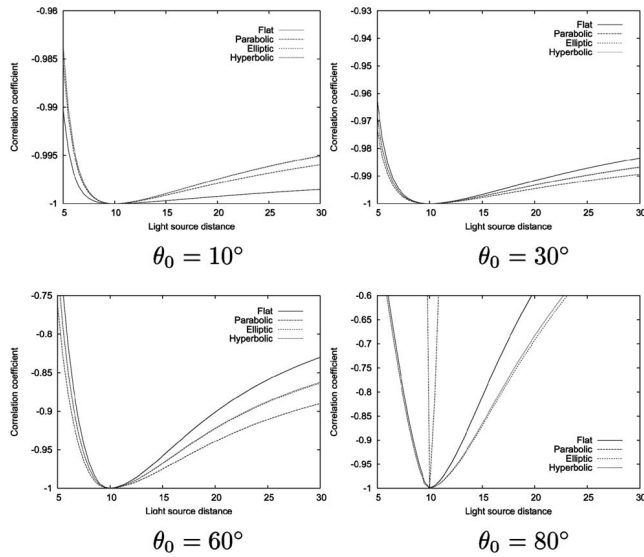 -0.98
-0.985
-0.99
-0.995
-1
Correlation coefficient
Flat
Parabolic
Elliptic
Hyperbolic
5 10 15 20 25 30
Light source distance
θ₀ = 10°
-0.93
-0.94
-0.95
-0.96
-0.97
-0.98
-0.99
-1
Correlation coefficient
Flat
Parabolic
Elliptic
Hyperbolic
5 10 15 20 25 30
Light source distance
θ₀ = 30°
-0.75
-0.8
-0.85
-0.9
-0.95
-1
Correlation coefficient
Flat
Parabolic
Elliptic
Hyperbolic
5 10 15 20 25 30
Light source distance
θ₀ = 60°
-0.6
-0.65
-0.7
-0.75
-0.8
-0.85
-0.9
-0.95
-1
Correlation coefficient
Flat
Parabolic
Elliptic
Hyperbolic
5 10 15 20 25 30
Light source distance
θ₀ = 80°